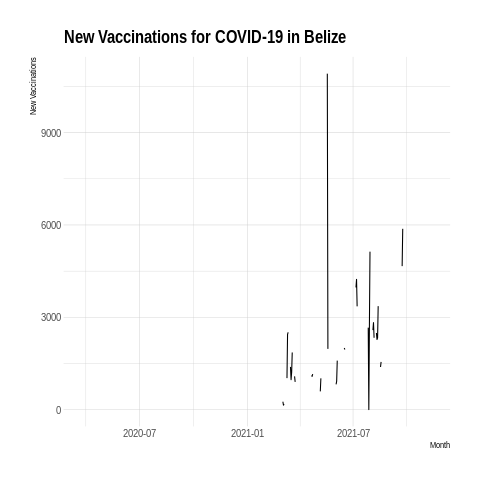 New Vaccinations for COVID-19 in Belize
New Vaccinations
9000
6000
3000
0
2020-07
2021-01
2021-07
Month